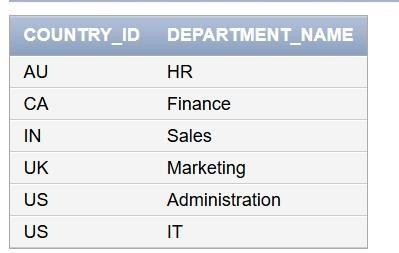 COUNTRY_ID DEPARTMENT_NAME
AU HR
CA Finance
IN Sales
UK Marketing
US Administration
US IT